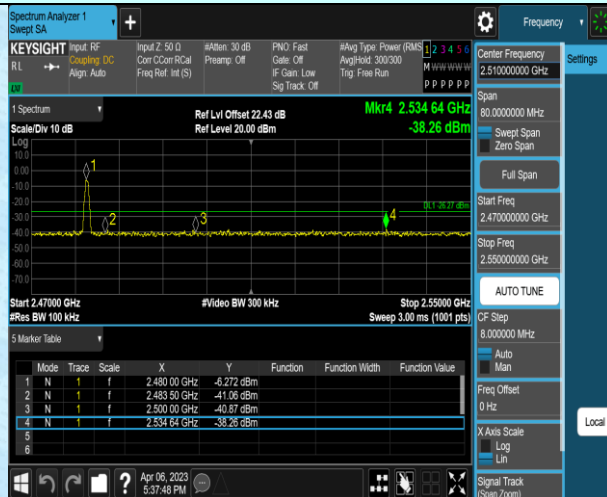 Spectrum Analyzer 1
Swept SA
Frequency
KEYSIGHT Input: RF
Coupling: DC
Align: Auto
Input Z: 50 Ω
Corr CCorr RCal
Freq Ref: Int (S)
#Atten: 30 dB
Preamp: Off
PNO: Fast
Gate: Off
IF Gain: Low
Sig Track: Off
#Avg Type: Power (RMS
Avg|Hold: 300/300
Trig: Free Run
1 2 3 4 5 6
M W W W W W
P P P P P P
RL
Center Frequency
2.510000000 GHz
Settings
Span
80.0000000 MHz
Swept Span
Zero Span
Full Span
Start Freq
2.470000000 GHz
Stop Freq
2.550000000 GHz
AUTO TUNE
CF Step
8.000000 MHz
Auto
Man
Freq Offset
0 Hz
X Axis Scale
Log
Lin
Signal Track
(Span Zoom)
Local
1 Spectrum
Scale/Div 10 dB
Ref Lvl Offset 22.43 dB
Ref Level 20.00 dBm
Mkr4 2.534 64 GHz
-38.26 dBm
Log
10.0
0.00
-10.0
-20.0
-30.0
-40.0
-50.0
-60.0
-70.0
1
2
3
4
DL1 -26.27 dBm
Start 2.47000 GHz
#Res BW 100 kHz
#Video BW 300 kHz
Stop 2.55000 GHz
Sweep 3.00 ms (1001 pts)
5 Marker Table
Mode Trace Scale X Y Function Function Width Function Value
1 N 1 f 2.480 00 GHz -6.272 dBm
2 N 1 f 2.483 50 GHz -41.06 dBm
3 N 1 f 2.500 00 GHz -40.87 dBm
4 N 1 f 2.534 64 GHz -38.26 dBm
5
6
Apr 06, 2023
5:37:48 PM